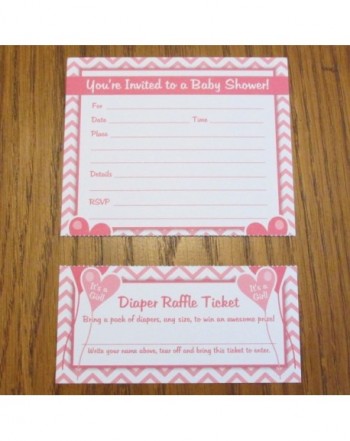 You're Invited to a Baby Shower!
For
Date Time
Place
Details
RSVP
It's a Girl! It's a Girl!
Diaper Raffle Ticket
Bring a pack of diapers, any size, to win an awesome prize!
Write your name above, tear off and bring this ticket to enter.